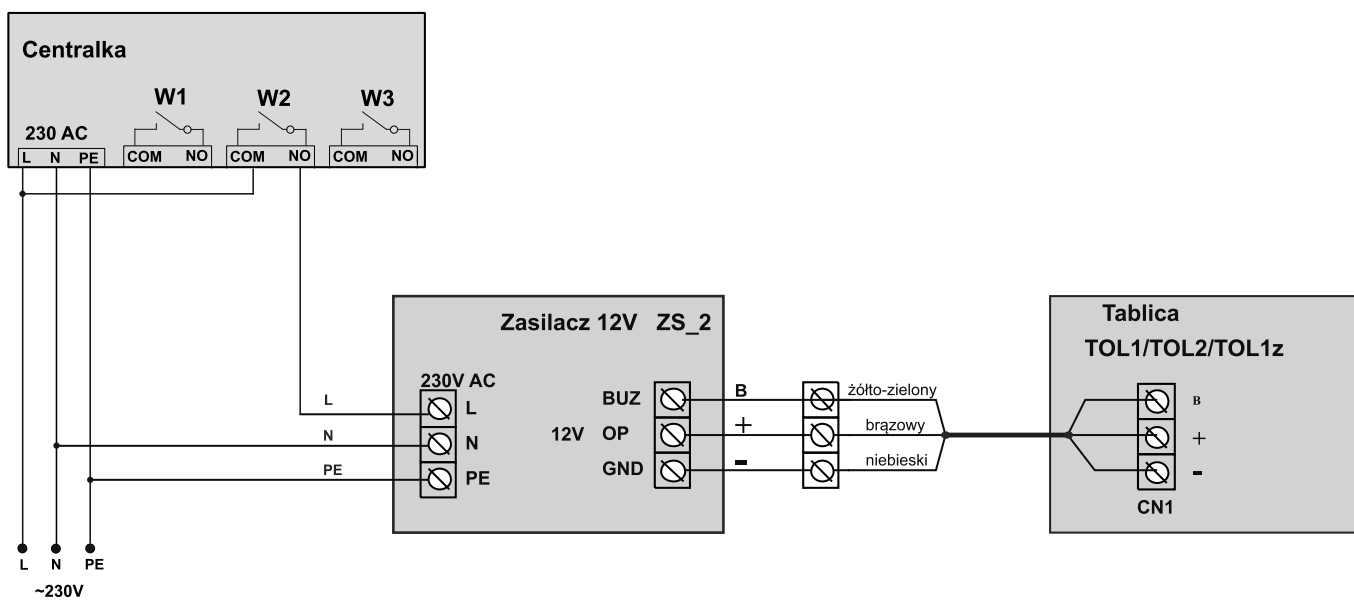 Centralka
W1 W2 W3
230 AC
L N PE COM NO COM NO COM NO
Zasilacz 12V ZS_2
Tablica
TOL1/TOL2/TOL1z
230V AC
L L
N N
PE PE
BUZ B żółto-zielony B
12V OP + brązowy +
GND - niebieski -
CN1
L N PE
~230V